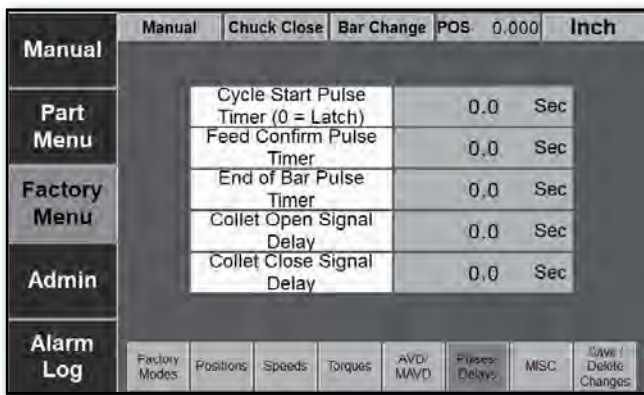 Manual Chuck Close Bar Change POS 0.000 Inch
Manual
Part
Menu
Factory
Menu
Admin
Alarm
Log
Cycle Start Pulse
Timer (0 = Latch)
0.0 Sec
Feed Confirm Pulse
Timer
0.0 Sec
End of Bar Pulse
Timer
0.0 Sec
Collet Open Signal
Delay
0.0 Sec
Collet Close Signal
Delay
0.0 Sec
Factory
Modes
Positions
Speeds
Torques
AVD/
MAVD
Pulses-
Delays
MISC
Save /
Delete
Changes